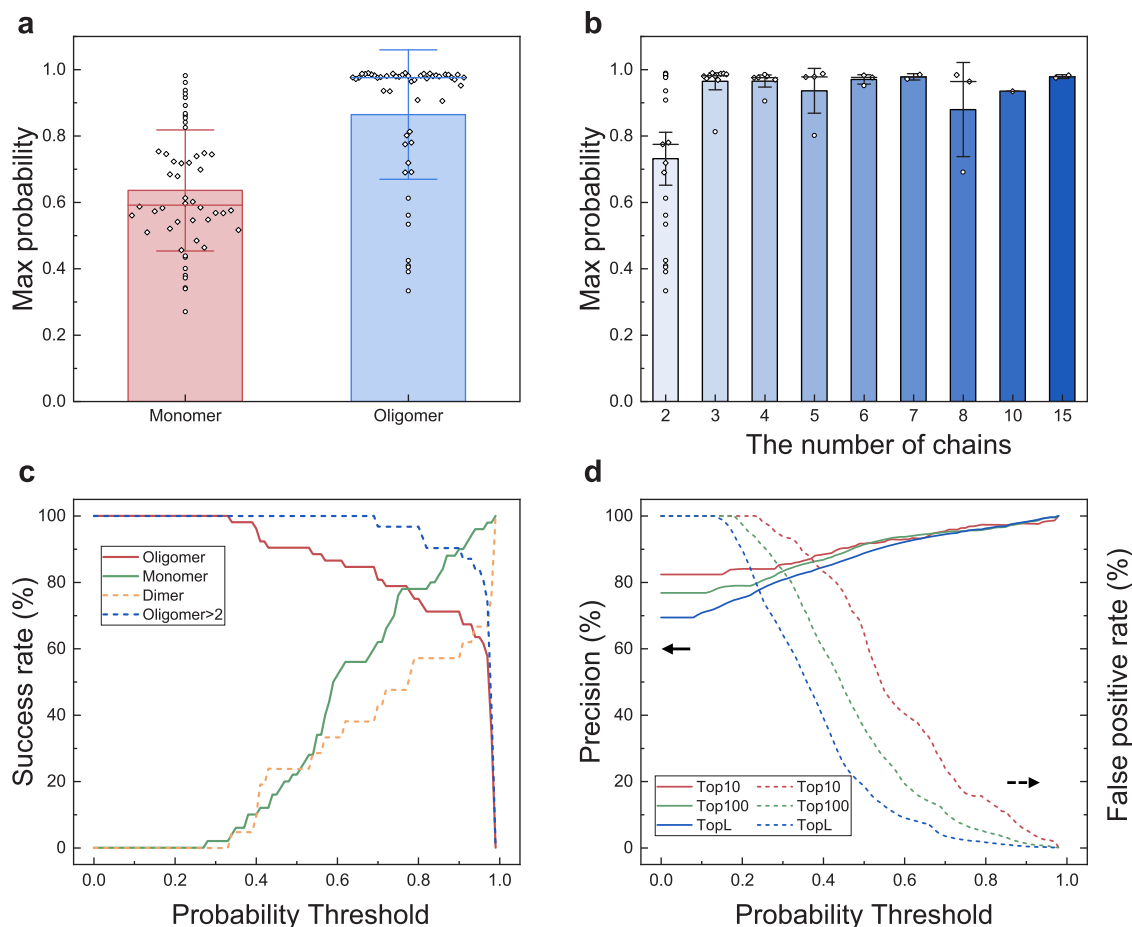 a
Max probability
1.0
0.8
0.6
0.4
0.2
0.0
Monomer
Oligomer
b
Max probability
1.0
0.8
0.6
0.4
0.2
0.0
2
3
4
5
6
7
8
10
15
The number of chains
c
Success rate (%)
100
80
60
40
20
0
Oligomer
Monomer
Dimer
Oligomer>2
0.0
0.2
0.4
0.6
0.8
1.0
Probability Threshold
d
Precision (%)
100
80
60
40
20
0
Top10
Top10
Top100
Top100
TopL
TopL
0.0
0.2
0.4
0.6
0.8
1.0
Probability Threshold
False positive rate (%)